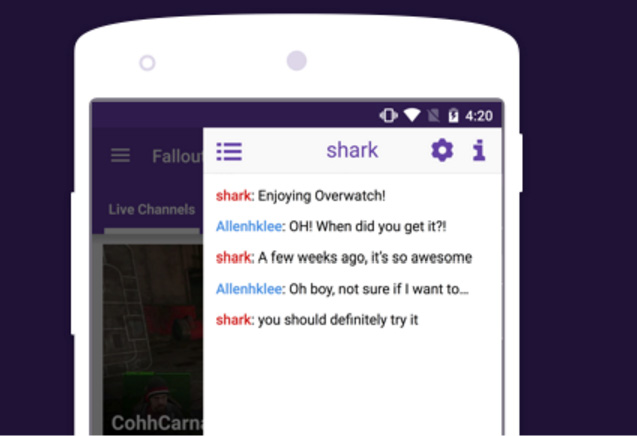 4:20
Fallou
shark
Live Channels
shark: Enjoying Overwatch!
Allenhklee: OH! When did you get it?!
shark: A few weeks ago, it's so awesome
Allenhklee: Oh boy, not sure if I want to...
shark: you should definitely try it
CohhCarna